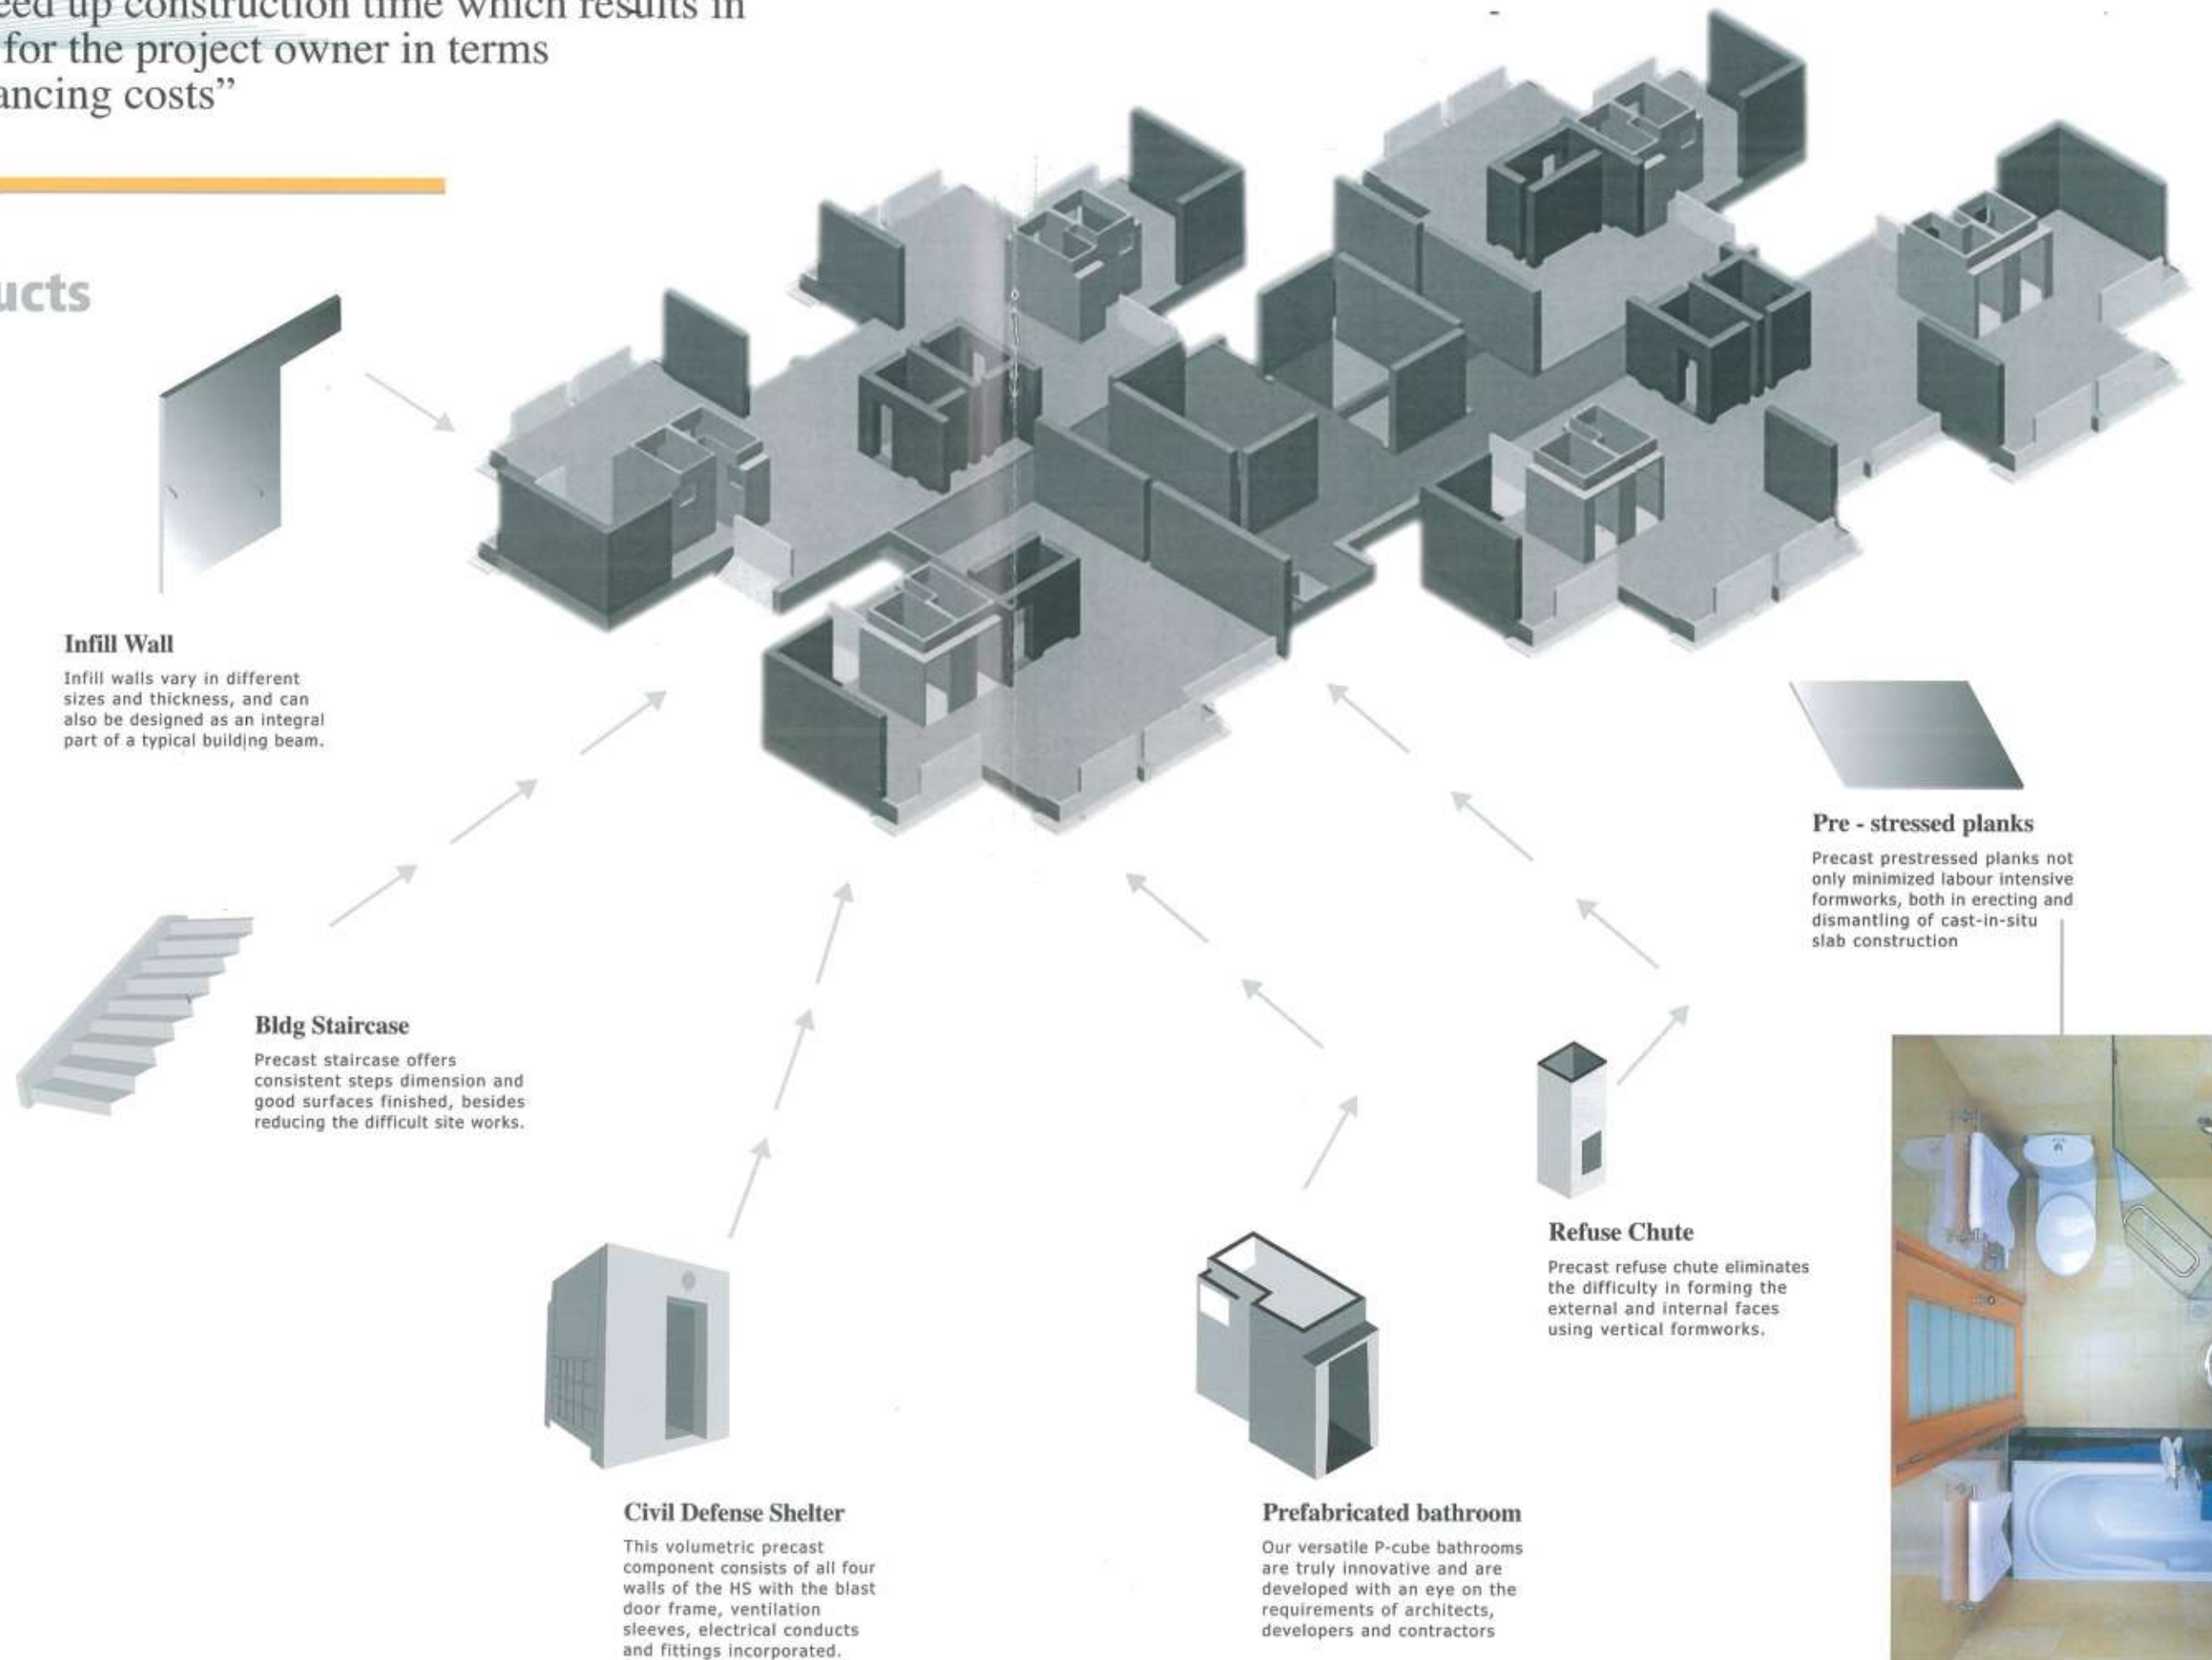 eed up construction time which results in
for the project owner in terms
ancing costs”
ucts
Infill Wall
Infill walls vary in different
sizes and thickness, and can
also be designed as an integral
part of a typical building beam.
Pre - stressed planks
Precast prestressed planks not
only minimized labour intensive
formworks, both in erecting and
dismantling of cast-in-situ
slab construction
Bldg Staircase
Precast staircase offers
consistent steps dimension and
good surfaces finished, besides
reducing the difficult site works.
Refuse Chute
Precast refuse chute eliminates
the difficulty in forming the
external and internal faces
using vertical formworks.
Civil Defense Shelter
This volumetric precast
component consists of all four
walls of the HS with the blast
door frame, ventilation
sleeves, electrical conducts
and fittings incorporated.
Prefabricated bathroom
Our versatile P-cube bathrooms
are truly innovative and are
developed with an eye on the
requirements of architects,
developers and contractors